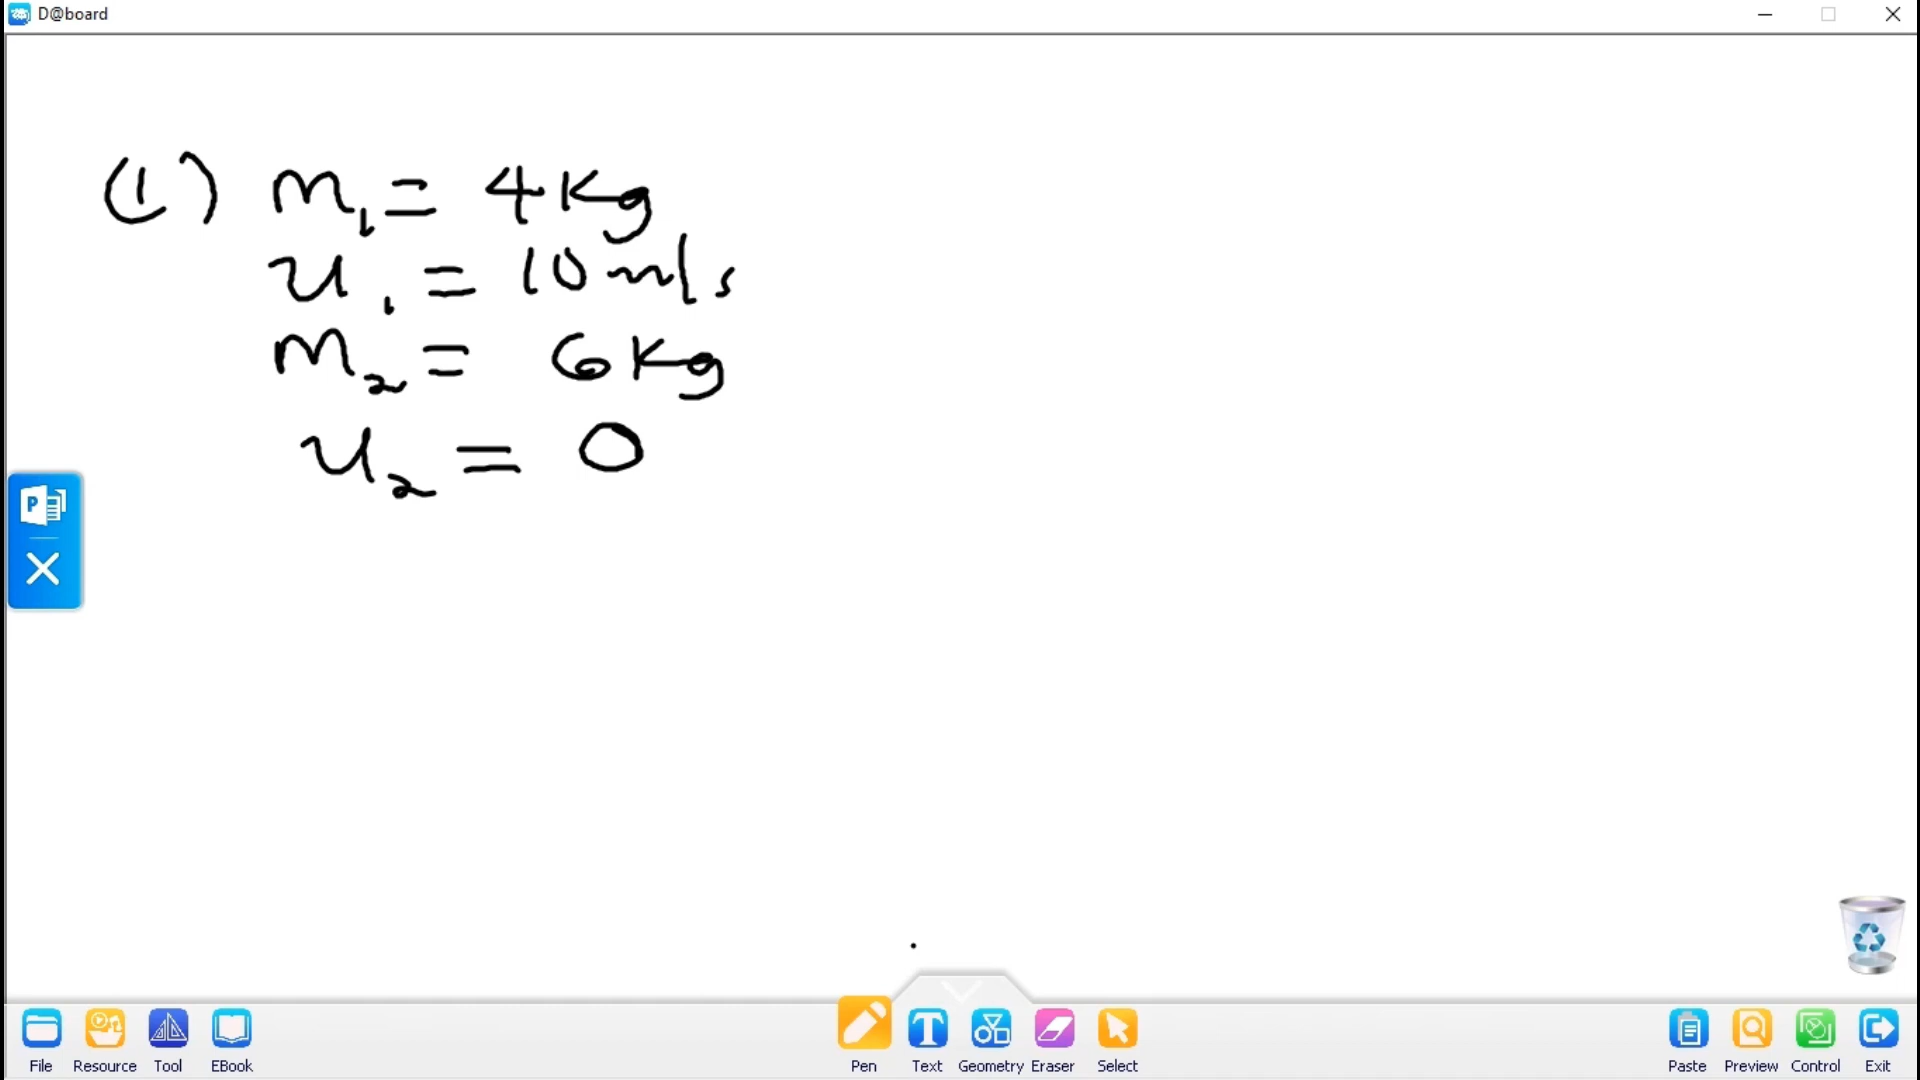 D@board
(1) m₁ = 4Kg
u₁ = 10m/s
m₂ = 6Kg
u₂ = 0
P
File Resource Tool EBook Pen Text Geometry Eraser Select Paste Preview Control Exit